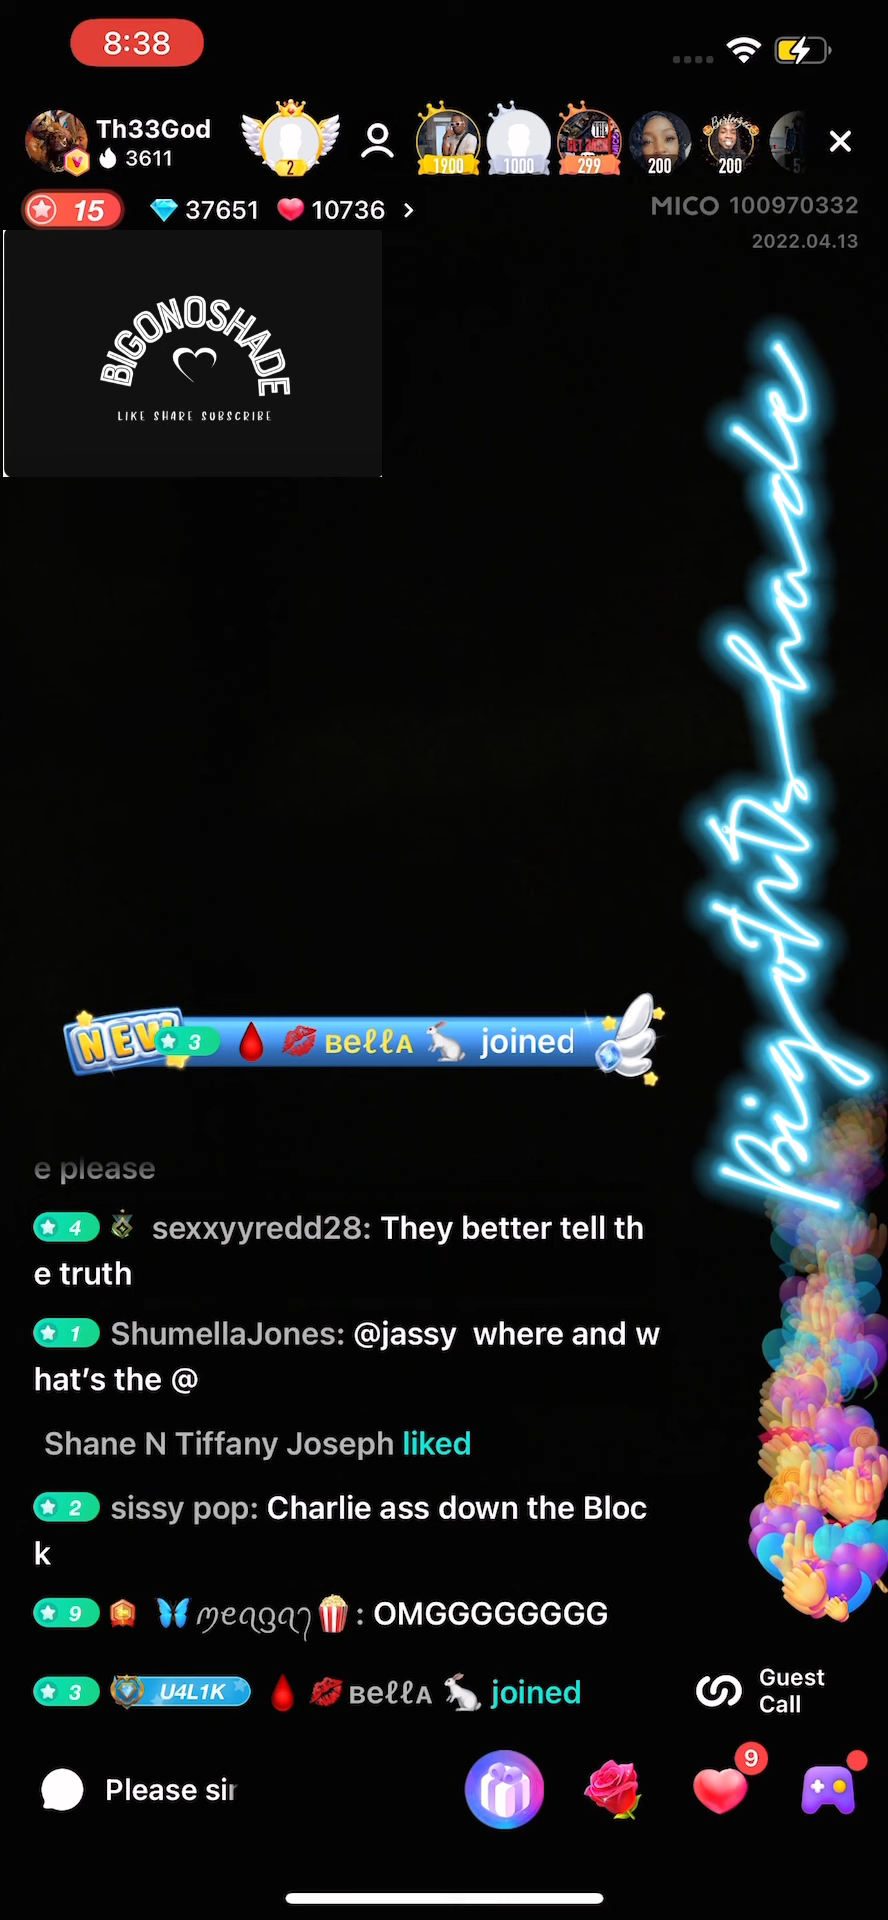 8:38
Th33God
3611
2
1900
1000
299
200
200
15
37651
10736
MICO 100970332
2022.04.13
BIGONOSHADE
LIKE SHARE SUBSCRIBE
Bigonoshade
NEW
3 🩸 💋 ʙeℓℓᴀ 🐇 joined
e please
4 sexxyyredd28: They better tell th
e truth
1 ShumellaJones: @jassy  where and w
hat’s the @
Shane N Tiffany Joseph liked
2 sissy pop: Charlie ass down the Bloc
k
9 🦋 ꪑꫀꪖᧁꪖꪀ🍿: OMGGGGGGGG
3 U4L1K 🩸 💋 ʙeℓℓᴀ 🐇 joined
Guest
Call
Please sir
9